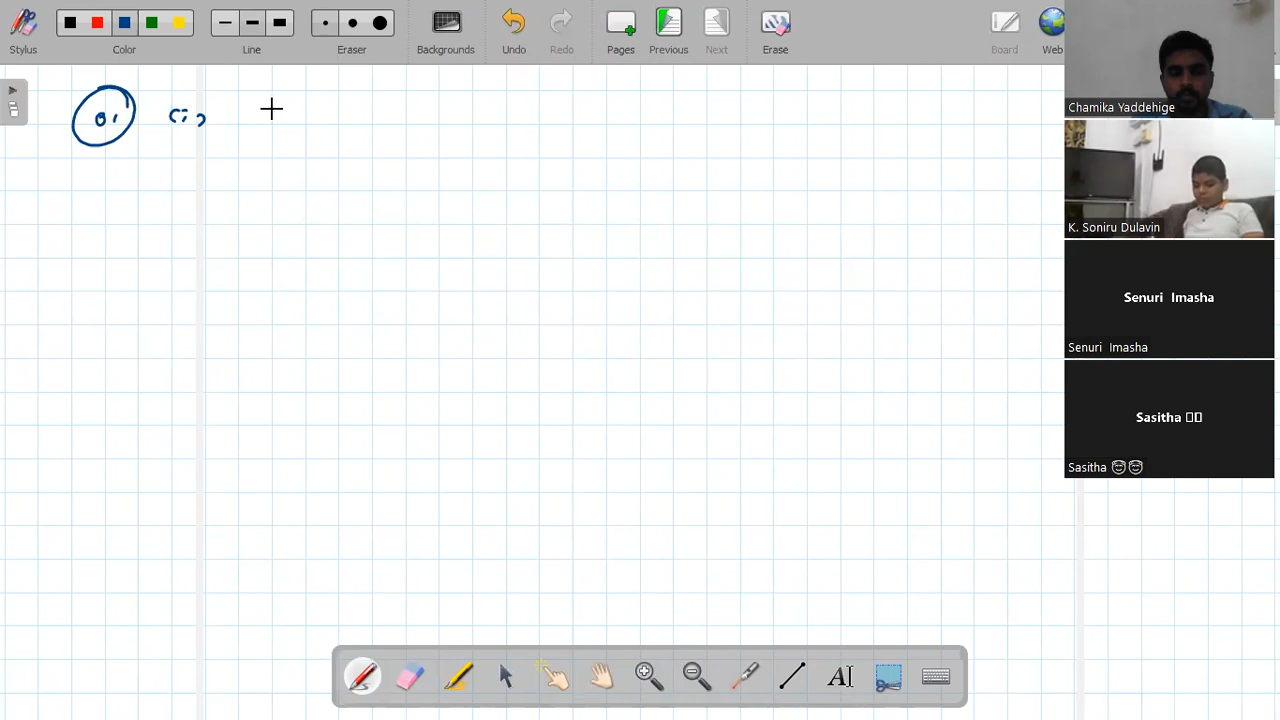 Stylus Color Line Eraser Backgrounds Undo Redo Pages Previous Next Erase Board Web
01 (i)
Chamika Yaddehige
K. Soniru Dulavin
Senuri Imasha
Senuri Imasha
Sasitha
Sasitha 😇😇
A